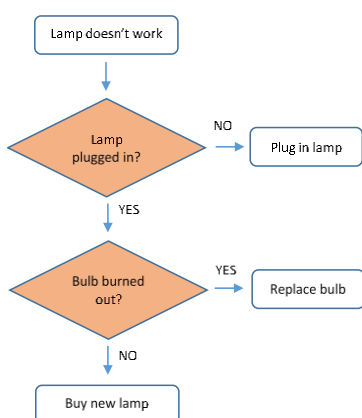 Lamp doesn't work
Lamp
plugged in?
NO
Plug in lamp
YES
Bulb burned
out?
YES
Replace bulb
NO
Buy new lamp